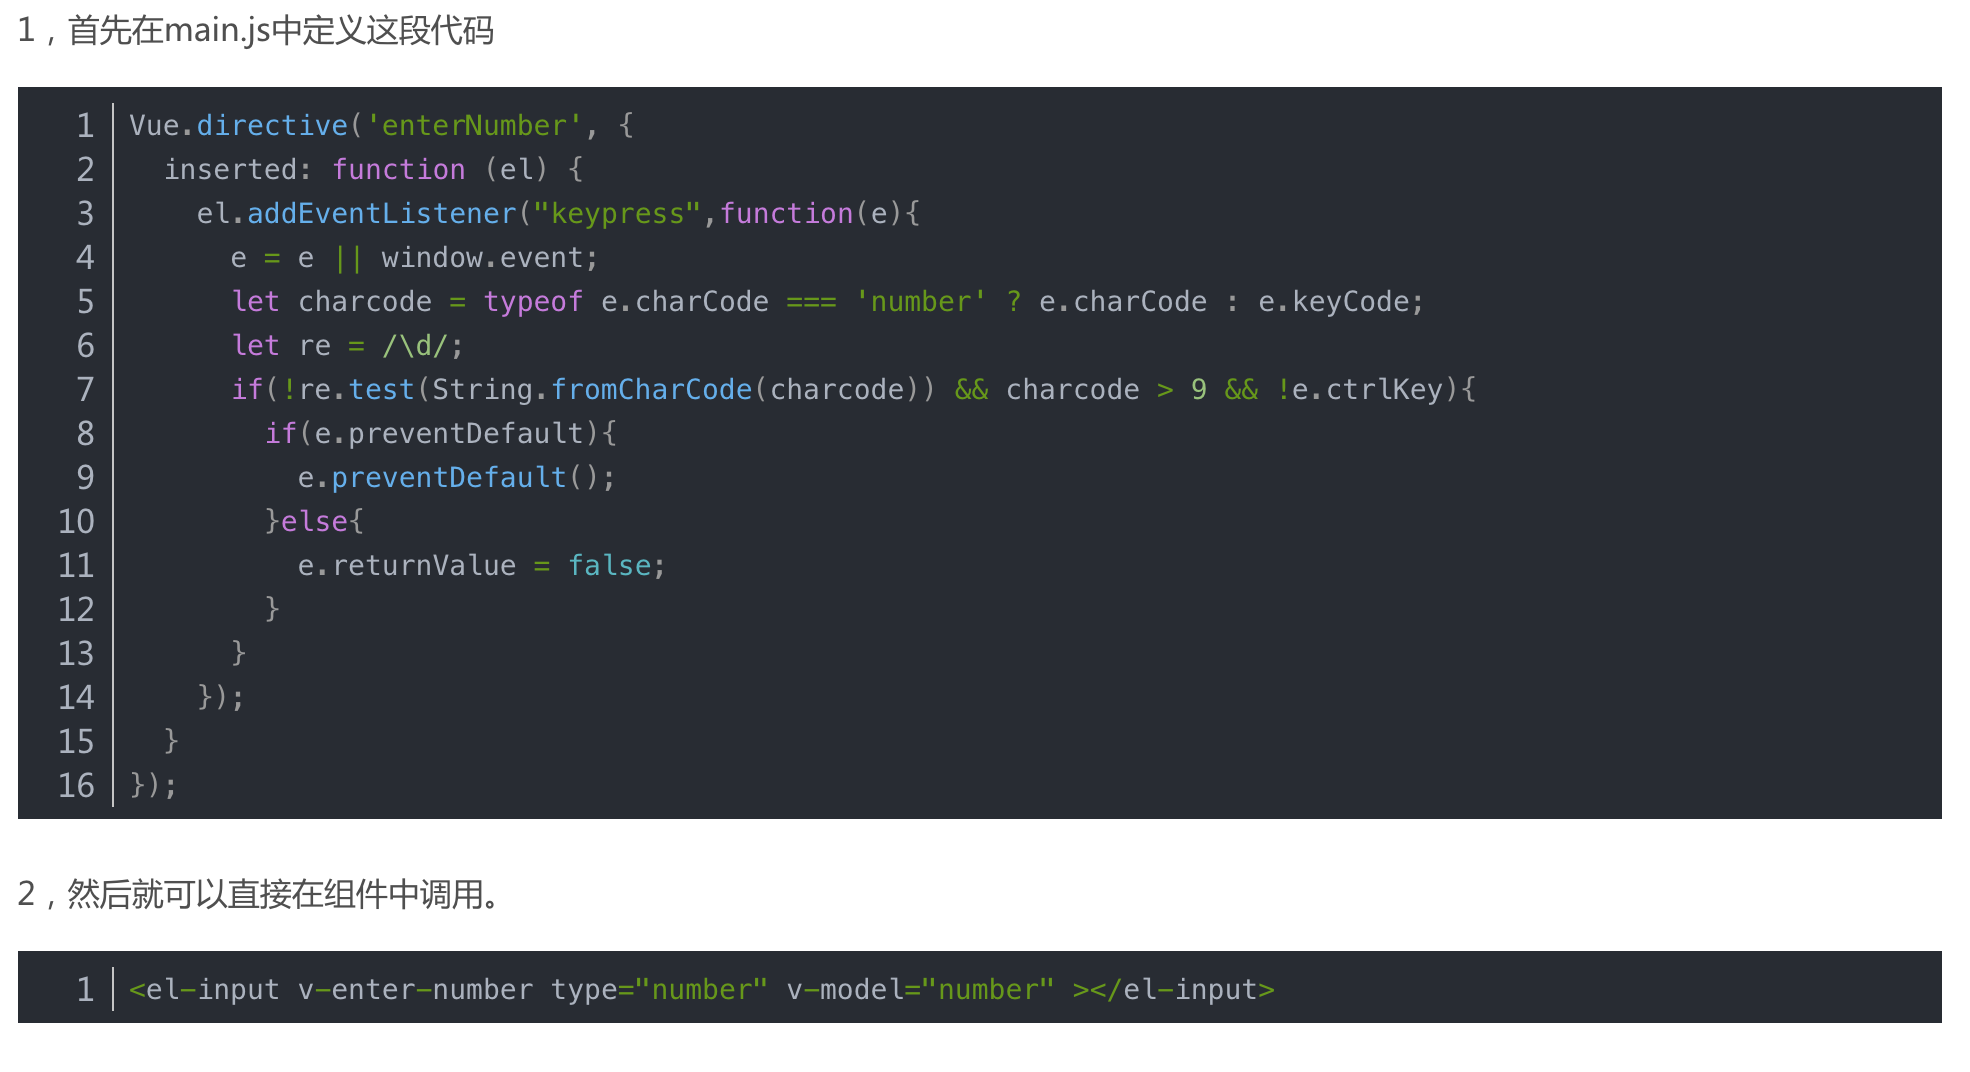 1，首先在main.js中定义这段代码
1 Vue.directive('enterNumber', {
2   inserted: function (el) {
3     el.addEventListener("keypress",function(e){
4       e = e || window.event;
5       let charcode = typeof e.charCode === 'number' ? e.charCode : e.keyCode;
6       let re = /\d/;
7       if(!re.test(String.fromCharCode(charcode)) && charcode > 9 && !e.ctrlKey){
8         if(e.preventDefault){
9           e.preventDefault();
10         }else{
11           e.returnValue = false;
12         }
13       }
14     });
15   }
16 });
2，然后就可以直接在组件中调用。
1 <el-input v-enter-number type="number" v-model="number" ></el-input>